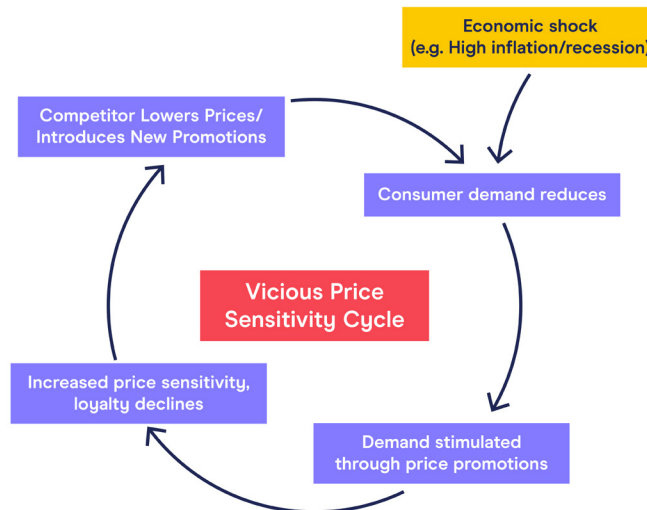 Economic shock
(e.g. High inflation/recession)
Competitor Lowers Prices/
Introduces New Promotions
Consumer demand reduces
Vicious Price
Sensitivity Cycle
Increased price sensitivity,
loyalty declines
Demand stimulated
through price promotions